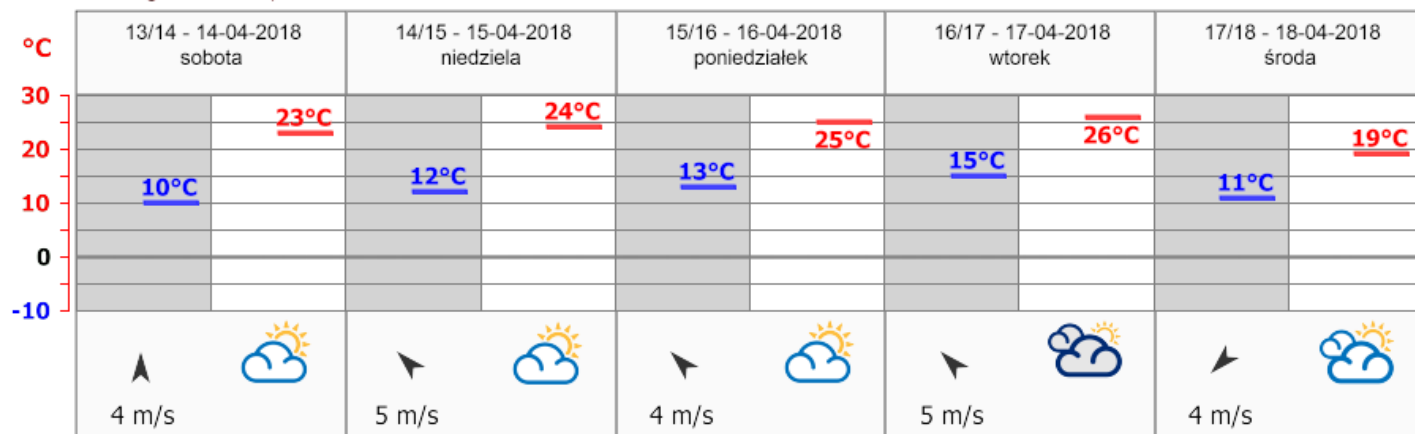 13/14 - 14-04-2018
sobota
14/15 - 15-04-2018
niedziela
15/16 - 16-04-2018
poniedziałek
16/17 - 17-04-2018
wtorek
17/18 - 18-04-2018
środa
°C
30
20
10
0
-10
10°C
23°C
12°C
24°C
13°C
25°C
15°C
26°C
11°C
19°C
4 m/s
5 m/s
4 m/s
5 m/s
4 m/s